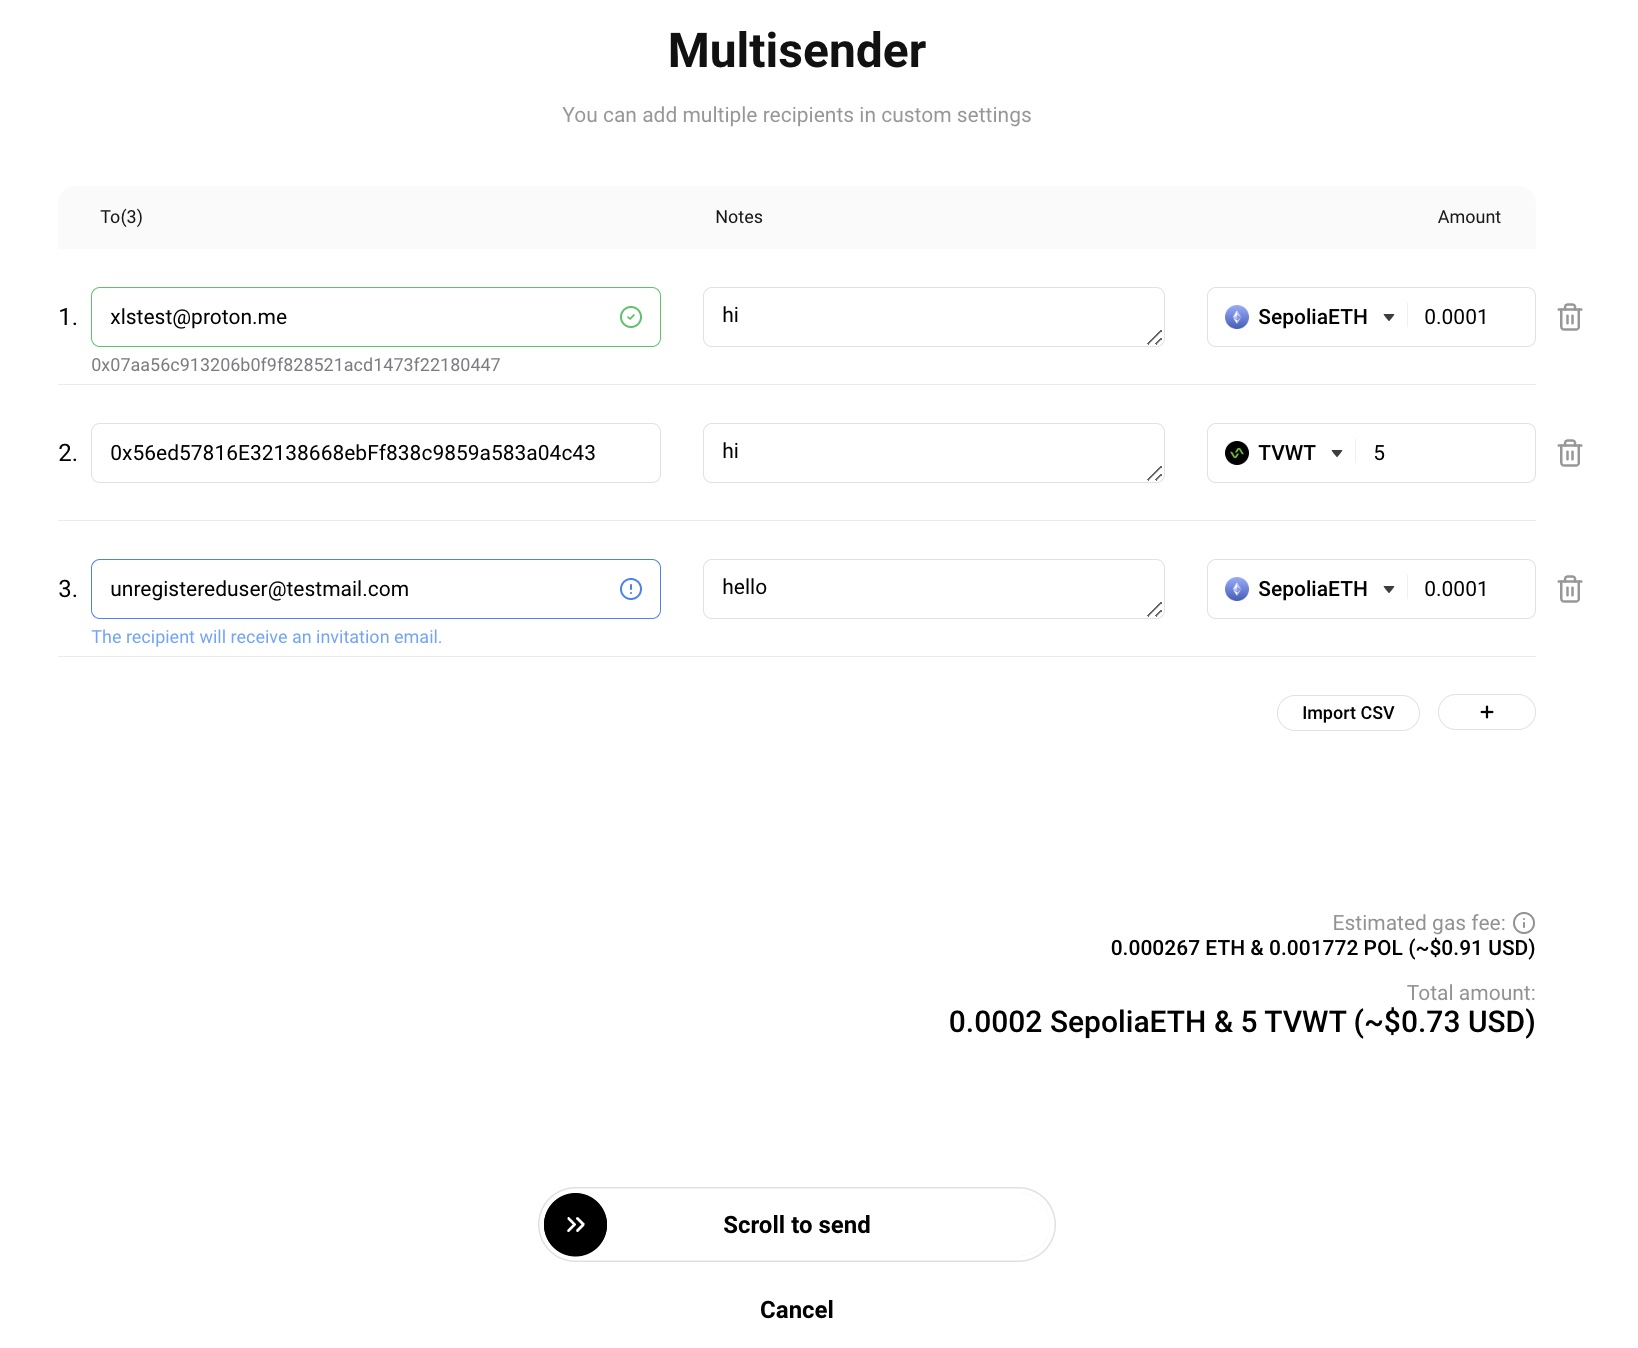 Multisender
You can add multiple recipients in custom settings
To(3) Notes Amount
1. xlstest@proton.me hi SepoliaETH 0.0001
0x07aa56c913206b0f9f828521acd1473f22180447
2. 0x56ed57816E32138668ebFf838c9859a583a04c43 hi TVWT 5
3. unregistereduser@testmail.com hello SepoliaETH 0.0001
The recipient will receive an invitation email.
Import CSV +
Estimated gas fee:
0.000267 ETH & 0.001772 POL (~$0.91 USD)
Total amount:
0.0002 SepoliaETH & 5 TVWT (~$0.73 USD)
Scroll to send
Cancel